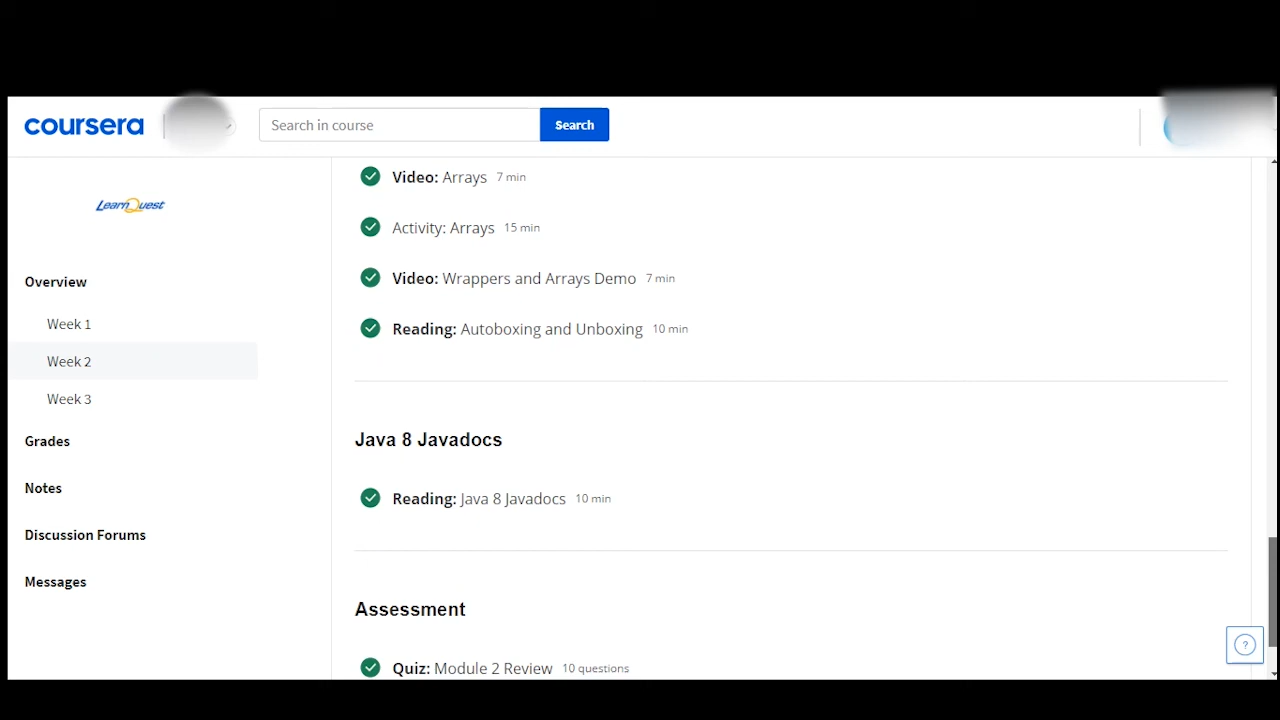 coursera
Search in course
Search
LearnQuest
Overview
Week 1
Week 2
Week 3
Grades
Notes
Discussion Forums
Messages
Video: Arrays 7 min
Activity: Arrays 15 min
Video: Wrappers and Arrays Demo 7 min
Reading: Autoboxing and Unboxing 10 min
Java 8 Javadocs
Reading: Java 8 Javadocs 10 min
Assessment
Quiz: Module 2 Review 10 questions
?